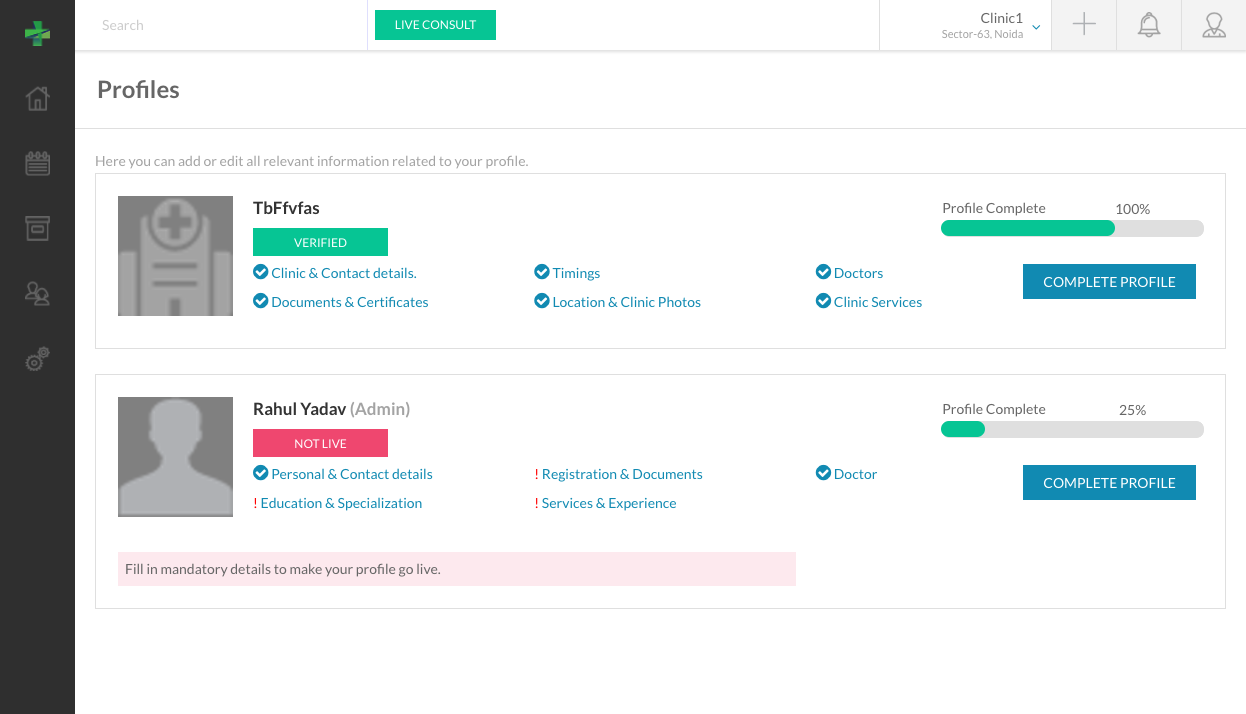 Search
LIVE CONSULT
Clinic1
Sector-63, Noida
Profiles
Here you can add or edit all relevant information related to your profile.
TbFfvfas
Profile Complete 100%
VERIFIED
Clinic & Contact details. Timings Doctors
COMPLETE PROFILE
Documents & Certificates Location & Clinic Photos Clinic Services
Rahul Yadav (Admin)
Profile Complete 25%
NOT LIVE
Personal & Contact details ! Registration & Documents Doctor
COMPLETE PROFILE
! Education & Specialization ! Services & Experience
Fill in mandatory details to make your profile go live.